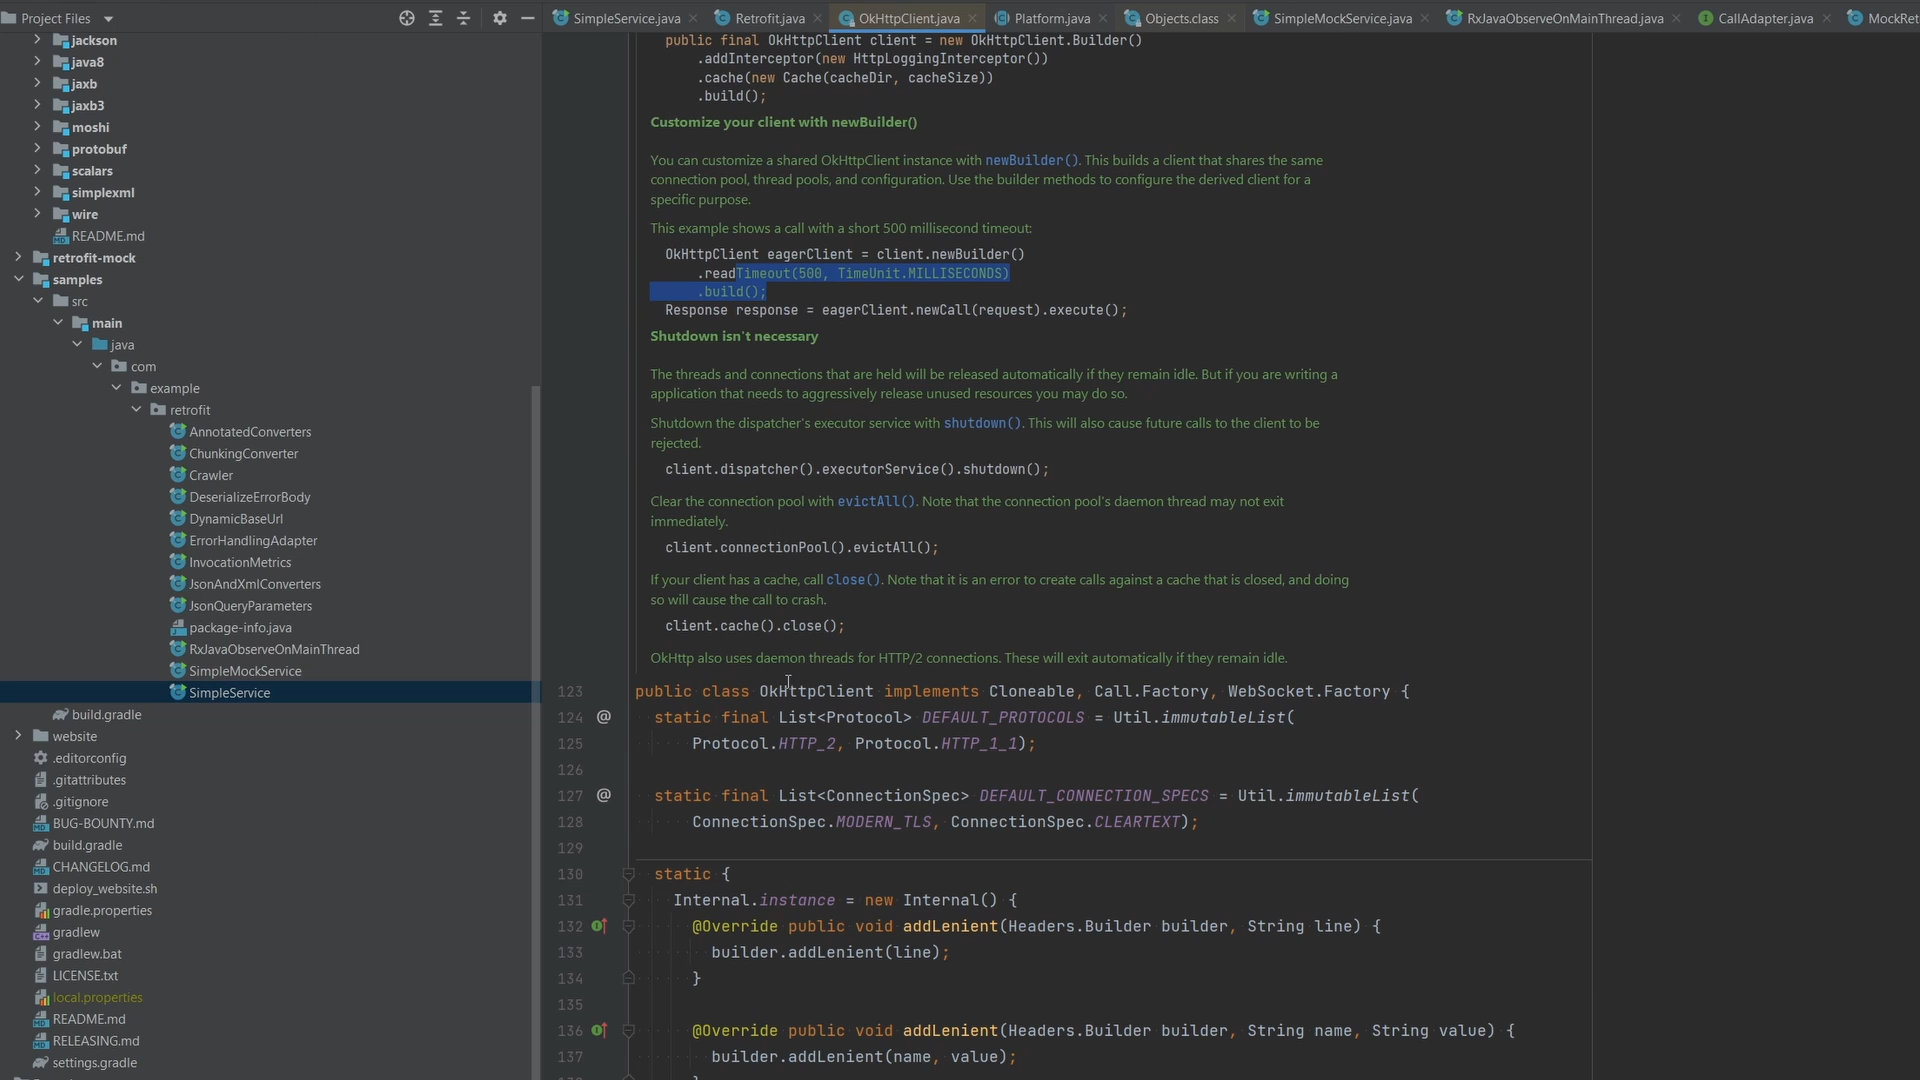 Project Files
SimpleService.java
Retrofit.java
OkHttpClient.java
Platform.java
Objects.class
SimpleMockService.java
RxJavaObserveOnMainThread.java
CallAdapter.java
MockRet
jackson
java8
jaxb
jaxb3
moshi
protobuf
scalars
simplexml
wire
README.md
retrofit-mock
samples
src
main
java
com
example
retrofit
AnnotatedConverters
ChunkingConverter
Crawler
DeserializeErrorBody
DynamicBaseUrl
ErrorHandlingAdapter
InvocationMetrics
JsonAndXmlConverters
JsonQueryParameters
package-info.java
RxJavaObserveOnMainThread
SimpleMockService
SimpleService
build.gradle
website
.editorconfig
.gitattributes
.gitignore
BUG-BOUNTY.md
build.gradle
CHANGELOG.md
deploy_website.sh
gradle.properties
gradlew
gradlew.bat
LICENSE.txt
local.properties
README.md
RELEASING.md
settings.gradle
public final OkHttpClient client = new OkHttpClient.Builder()
.addInterceptor(new HttpLoggingInterceptor())
.cache(new Cache(cacheDir, cacheSize))
.build();
Customize your client with newBuilder()
You can customize a shared OkHttpClient instance with newBuilder(). This builds a client that shares the same
connection pool, thread pools, and configuration. Use the builder methods to configure the derived client for a
specific purpose.
This example shows a call with a short 500 millisecond timeout:
OkHttpClient eagerClient = client.newBuilder()
.readTimeout(500, TimeUnit.MILLISECONDS)
.build();
Response response = eagerClient.newCall(request).execute();
Shutdown isn't necessary
The threads and connections that are held will be released automatically if they remain idle. But if you are writing a
application that needs to aggressively release unused resources you may do so.
Shutdown the dispatcher's executor service with shutdown(). This will also cause future calls to the client to be
rejected.
client.dispatcher().executorService().shutdown();
Clear the connection pool with evictAll(). Note that the connection pool's daemon thread may not exit
immediately.
client.connectionPool().evictAll();
If your client has a cache, call close(). Note that it is an error to create calls against a cache that is closed, and doing
so will cause the call to crash.
client.cache().close();
OkHttp also uses daemon threads for HTTP/2 connections. These will exit automatically if they remain idle.
123 public class OkHttpClient implements Cloneable, Call.Factory, WebSocket.Factory {
124 @ static final List<Protocol> DEFAULT_PROTOCOLS = Util.immutableList(
125 Protocol.HTTP_2, Protocol.HTTP_1_1);
126
127 @ static final List<ConnectionSpec> DEFAULT_CONNECTION_SPECS = Util.immutableList(
128 ConnectionSpec.MODERN_TLS, ConnectionSpec.CLEARTEXT);
129
130 static {
131 Internal.instance = new Internal() {
132 @Override public void addLenient(Headers.Builder builder, String line) {
133 builder.addLenient(line);
134 }
135
136 @Override public void addLenient(Headers.Builder builder, String name, String value) {
137 builder.addLenient(name, value);